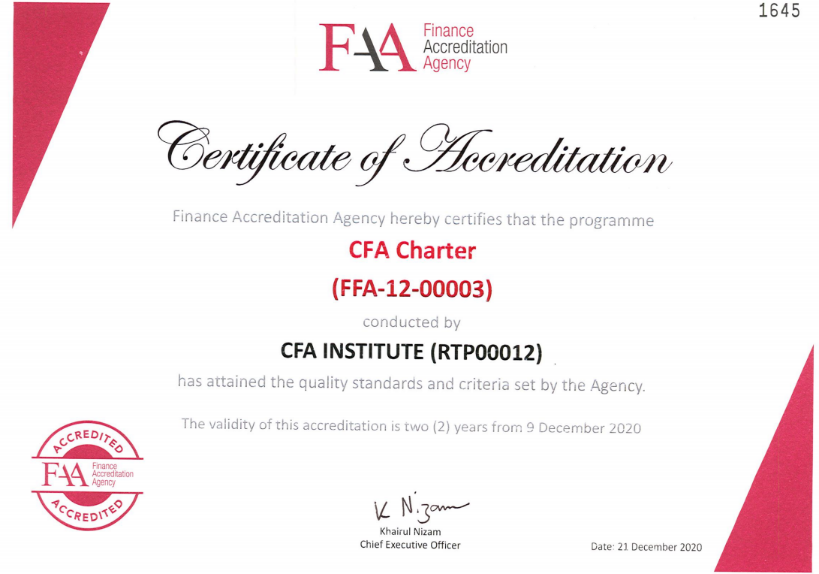 1645
FAA
Finance
Accreditation
Agency
Certificate of Accreditation
Finance Accreditation Agency hereby certifies that the programme
CFA Charter
(FFA-12-00003)
conducted by
CFA INSTITUTE (RTP00012)
has attained the quality standards and criteria set by the Agency.
The validity of this accreditation is two (2) years from 9 December 2020
ACCREDITED
FAA
Finance
Accreditation
Agency
ACCREDITED
K Nizam
Khairul Nizam
Chief Executive Officer
Date: 21 December 2020